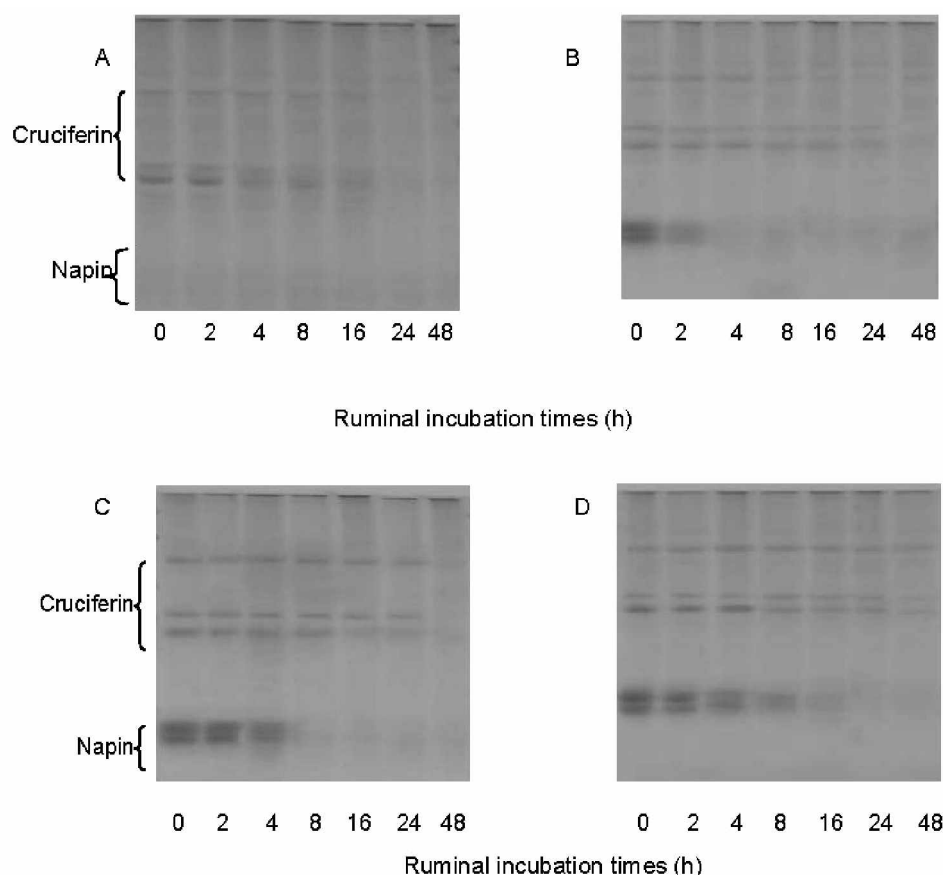 A
B
Cruciferin
Napin
0 2 4 8 16 24 48
0 2 4 8 16 24 48
Ruminal incubation times (h)
C
D
Cruciferin
Napin
0 2 4 8 16 24 48
0 2 4 8 16 24 48
Ruminal incubation times (h)